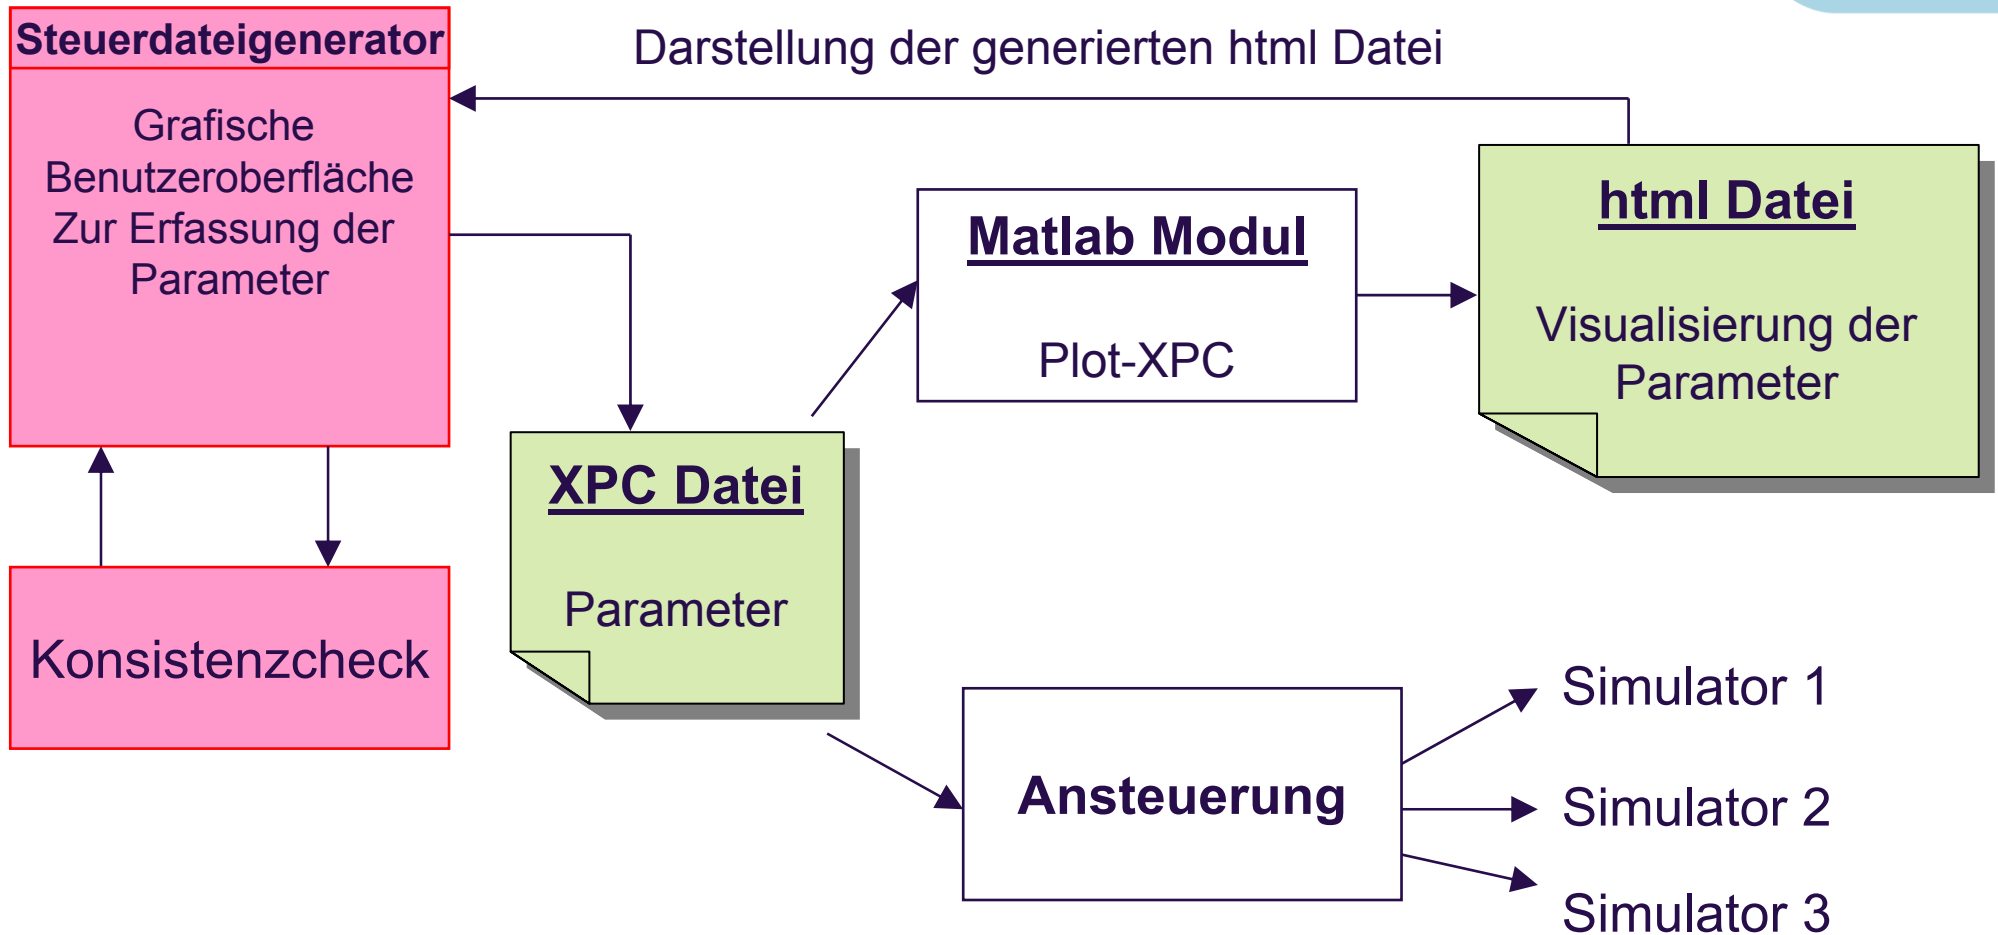 Steuerdateigenerator
Grafische
Benutzeroberfläche
Zur Erfassung der
Parameter
Konsistenzcheck
Darstellung der generierten html Datei
XPC Datei
Parameter
Matlab Modul
Plot-XPC
html Datei
Visualisierung der
Parameter
Ansteuerung
Simulator 1
Simulator 2
Simulator 3